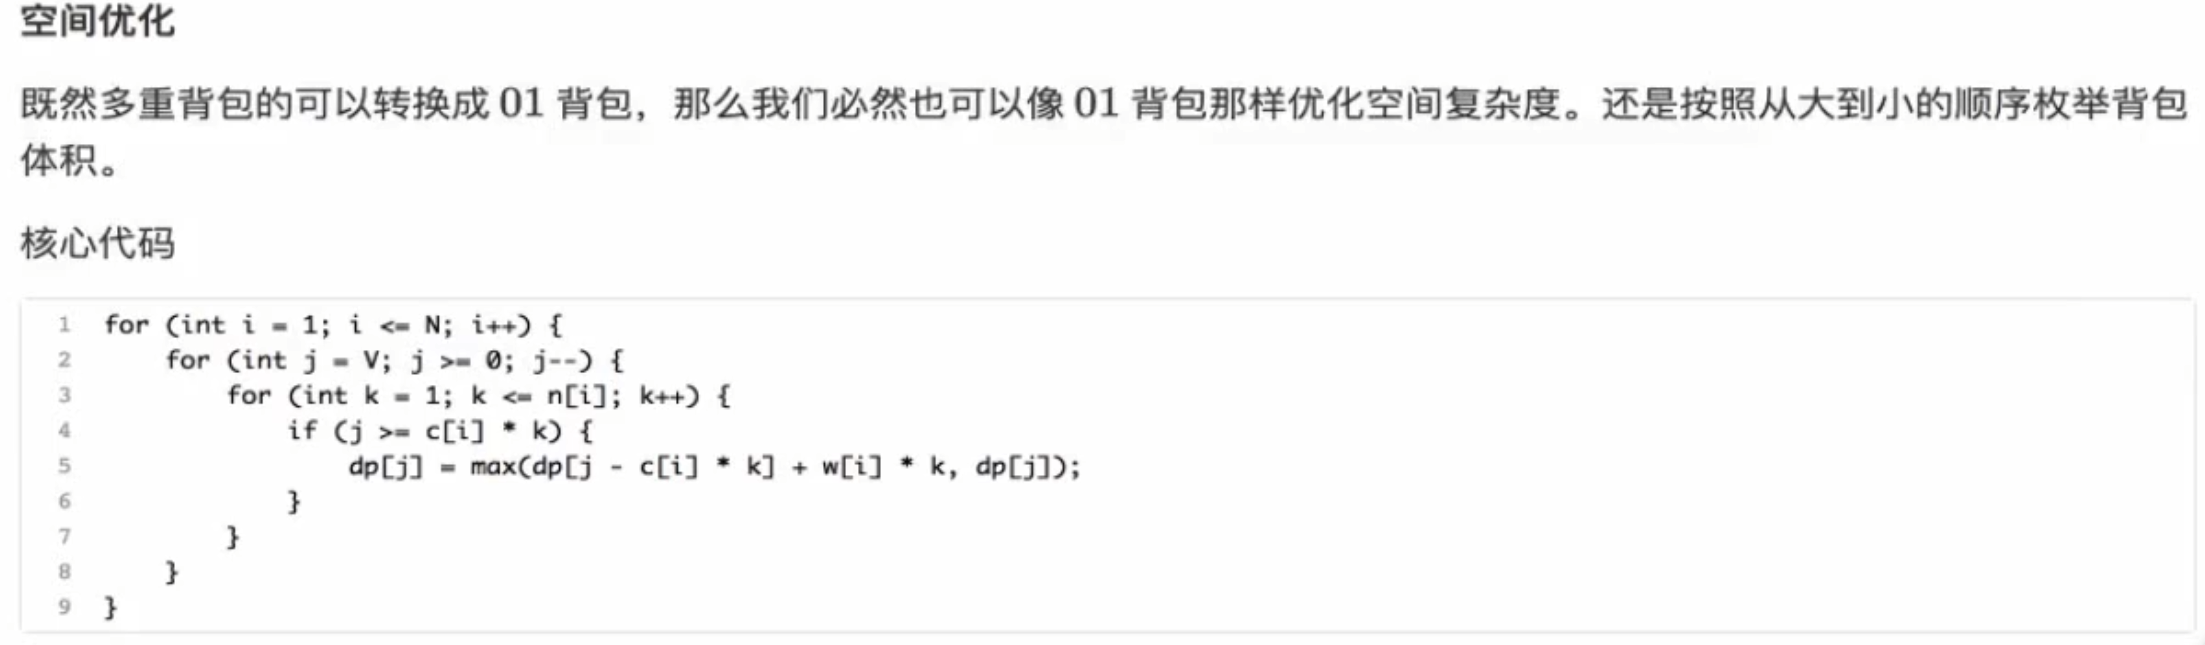 空间优化
既然多重背包的可以转换成 01 背包，那么我们必然也可以像 01 背包那样优化空间复杂度。还是按照从大到小的顺序枚举背包
体积。
核心代码
1 for (int i = 1; i <= N; i++) {
2     for (int j = V; j >= 0; j--) {
3         for (int k = 1; k <= n[i]; k++) {
4             if (j >= c[i] * k) {
5                 dp[j] = max(dp[j - c[i] * k] + w[i] * k, dp[j]);
6             }
7         }
8     }
9 }